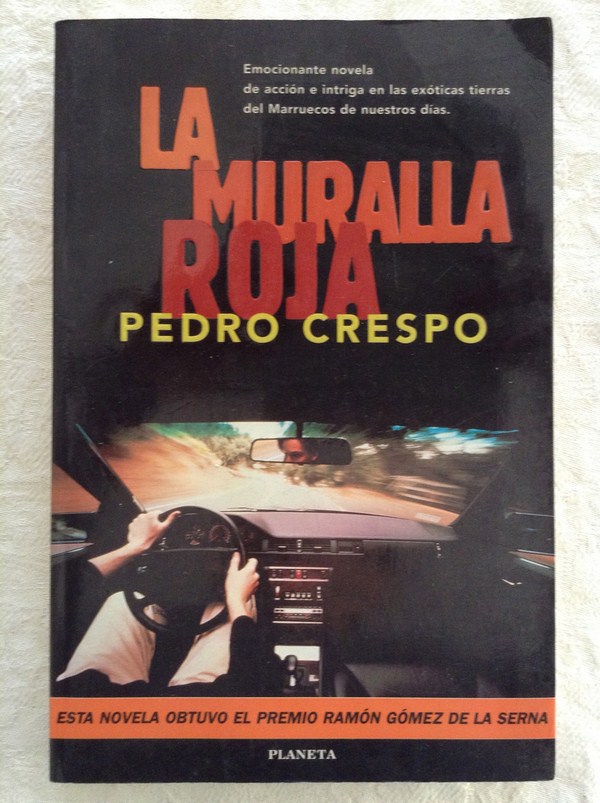 Emocionante novela
de acción e intriga en las exóticas tierras
del Marruecos de nuestros días.
LA
MURALLA
ROJA
PEDRO CRESPO
ESTA NOVELA OBTUVO EL PREMIO RAMÓN GÓMEZ DE LA SERNA
PLANETA